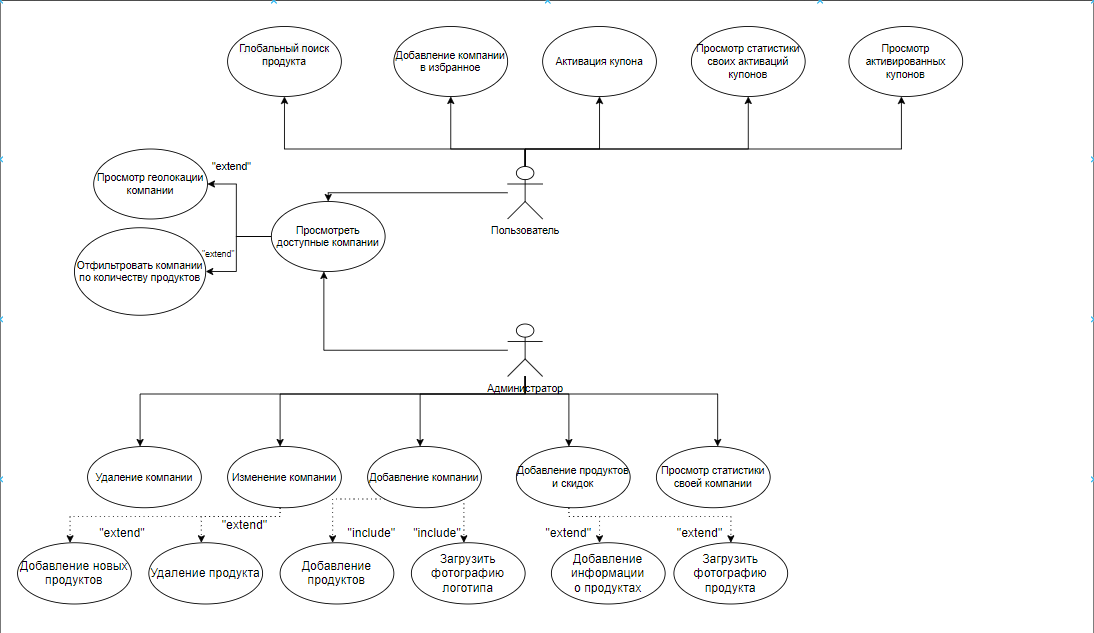 Глобальный поиск
продукта
Добавление компании
в избранное
Активация купона
Просмотр статистики
своих активаций
купонов
Просмотр
активированных
купонов
"extend"
Просмотр геолокации
компании
Пользователь
Просмотреть
доступные компании
"extend"
Отфильтровать компании
по количеству продуктов
Администратор
Удаление компании
Изменение компании
Добавление компании
Добавление продуктов
и скидок
Просмотр статистики
своей компании
"extend"
"extend"
"include"
"include"
"extend"
"extend"
Добавление новых
продуктов
Удаление продукта
Добавление
продуктов
Загрузить
фотографию
логотипа
Добавление
информации
о продуктах
Загрузить
фотографию
продукта